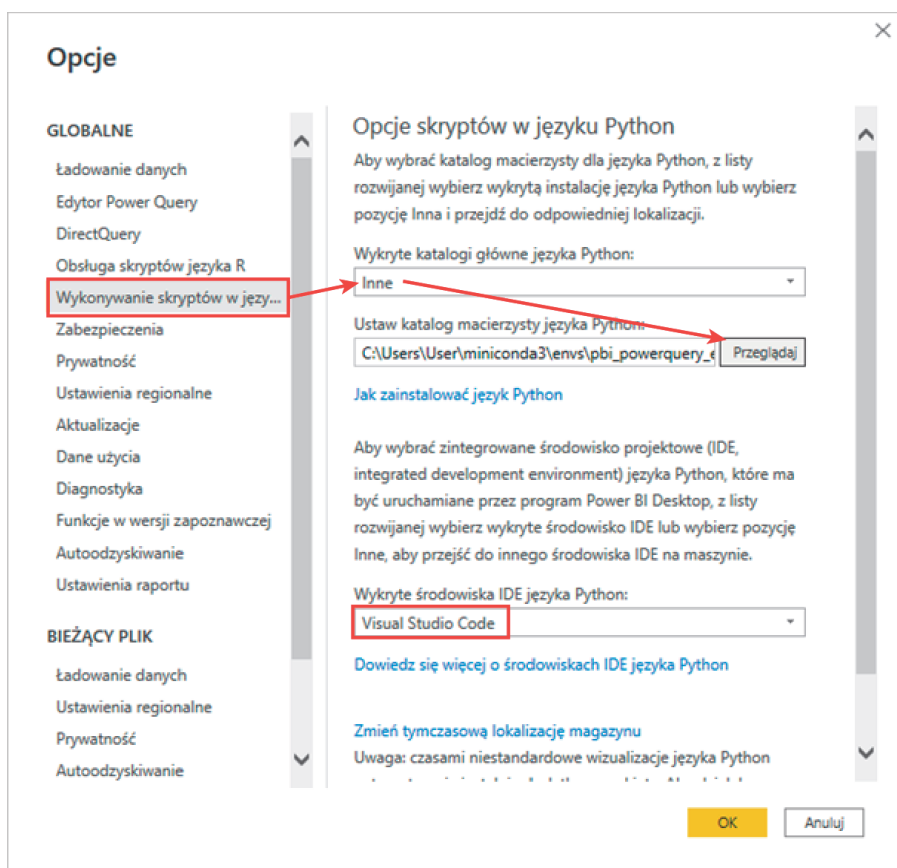 Opcje
GLOBALNE
Ładowanie danych
Edytor Power Query
DirectQuery
Obsługa skryptów języka R
Wykonywanie skryptów w języ...
Zabezpieczenia
Prywatność
Ustawienia regionalne
Aktualizacje
Dane użycia
Diagnostyka
Funkcje w wersji zapoznawczej
Autoodzyskiwanie
Ustawienia raportu
BIEŻĄCY PLIK
Ładowanie danych
Ustawienia regionalne
Prywatność
Autoodzyskiwanie
Opcje skryptów w języku Python
Aby wybrać katalog macierzysty dla języka Python, z listy
rozwijanej wybierz wykrytą instalację języka Python lub wybierz
pozycję Inna i przejdź do odpowiedniej lokalizacji.
Wykryte katalogi główne języka Python:
Inne
Ustaw katalog macierzysty języka Python:
C:\Users\User\miniconda3\envs\pbi_powerquery_e
Przeglądaj
Jak zainstalować język Python
Aby wybrać zintegrowane środowisko projektowe (IDE,
integrated development environment) języka Python, które ma
być uruchamiane przez program Power BI Desktop, z listy
rozwijanej wybierz wykryte środowisko IDE lub wybierz pozycję
Inne, aby przejść do innego środowiska IDE na maszynie.
Wykryte środowiska IDE języka Python:
Visual Studio Code
Dowiedz się więcej o środowiskach IDE języka Python
Zmień tymczasową lokalizację magazynu
Uwaga: czasami niestandardowe wizualizacje języka Python
OK
Anuluj